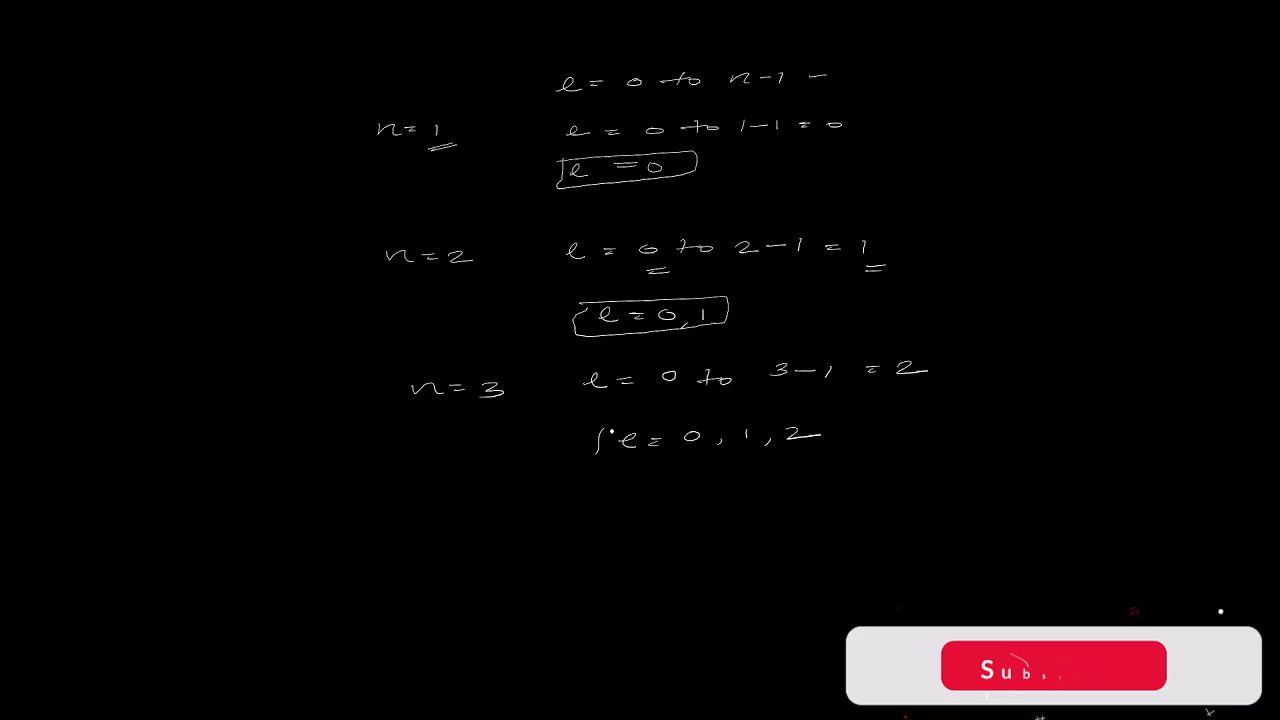 l = 0 to n-1 -
n= 1 l = 0 to 1-1 = 0
l = 0
n=2 l = 0 to 2-1 = 1
l = 0, 1
n=3 l = 0 to 3-1 = 2
l = 0, 1, 2
Subs